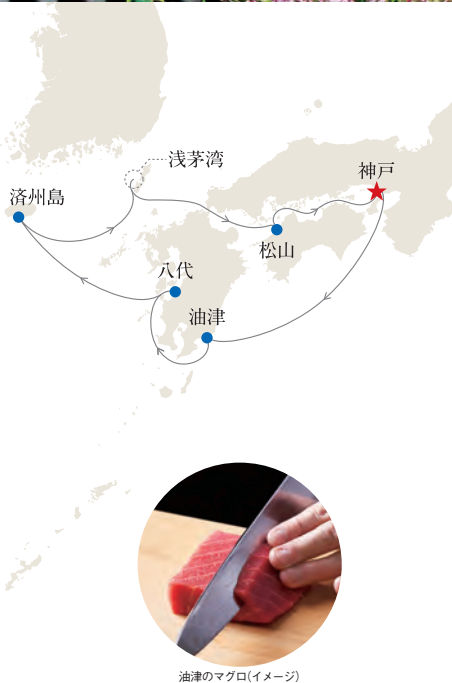 浅茅湾
神戸
済州島
松山
八代
油津
油津のマグロ(イメージ)